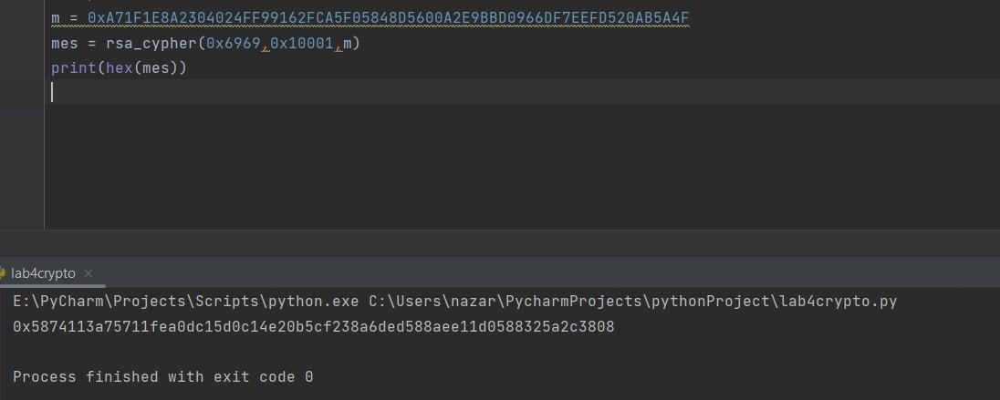 m = 0xA71F1E8A2304024FF99162FCA5F05848D5600A2E9BBD0966DF7EEFD520AB5A4F
mes = rsa_cypher(0x6969,0x10001,m)
print(hex(mes))
lab4crypto
E:\PyCharm\Projects\Scripts\python.exe C:\Users\nazar\PycharmProjects\pythonProject\lab4crypto.py
0x5874113a75711fea0dc15d0c14e20b5cf238a6ded588aee11d0588325a2c3808
Process finished with exit code 0